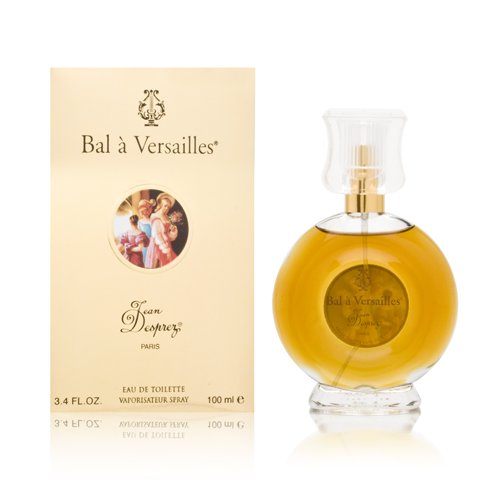 Bal à Versailles®
Jean
Desprez®
PARIS
EAU DE TOILETTE
3.4 FL.OZ. VAPORISATEUR SPRAY 100 ml ℮
Bal à Versailles®
Jean
Desprez
PARIS